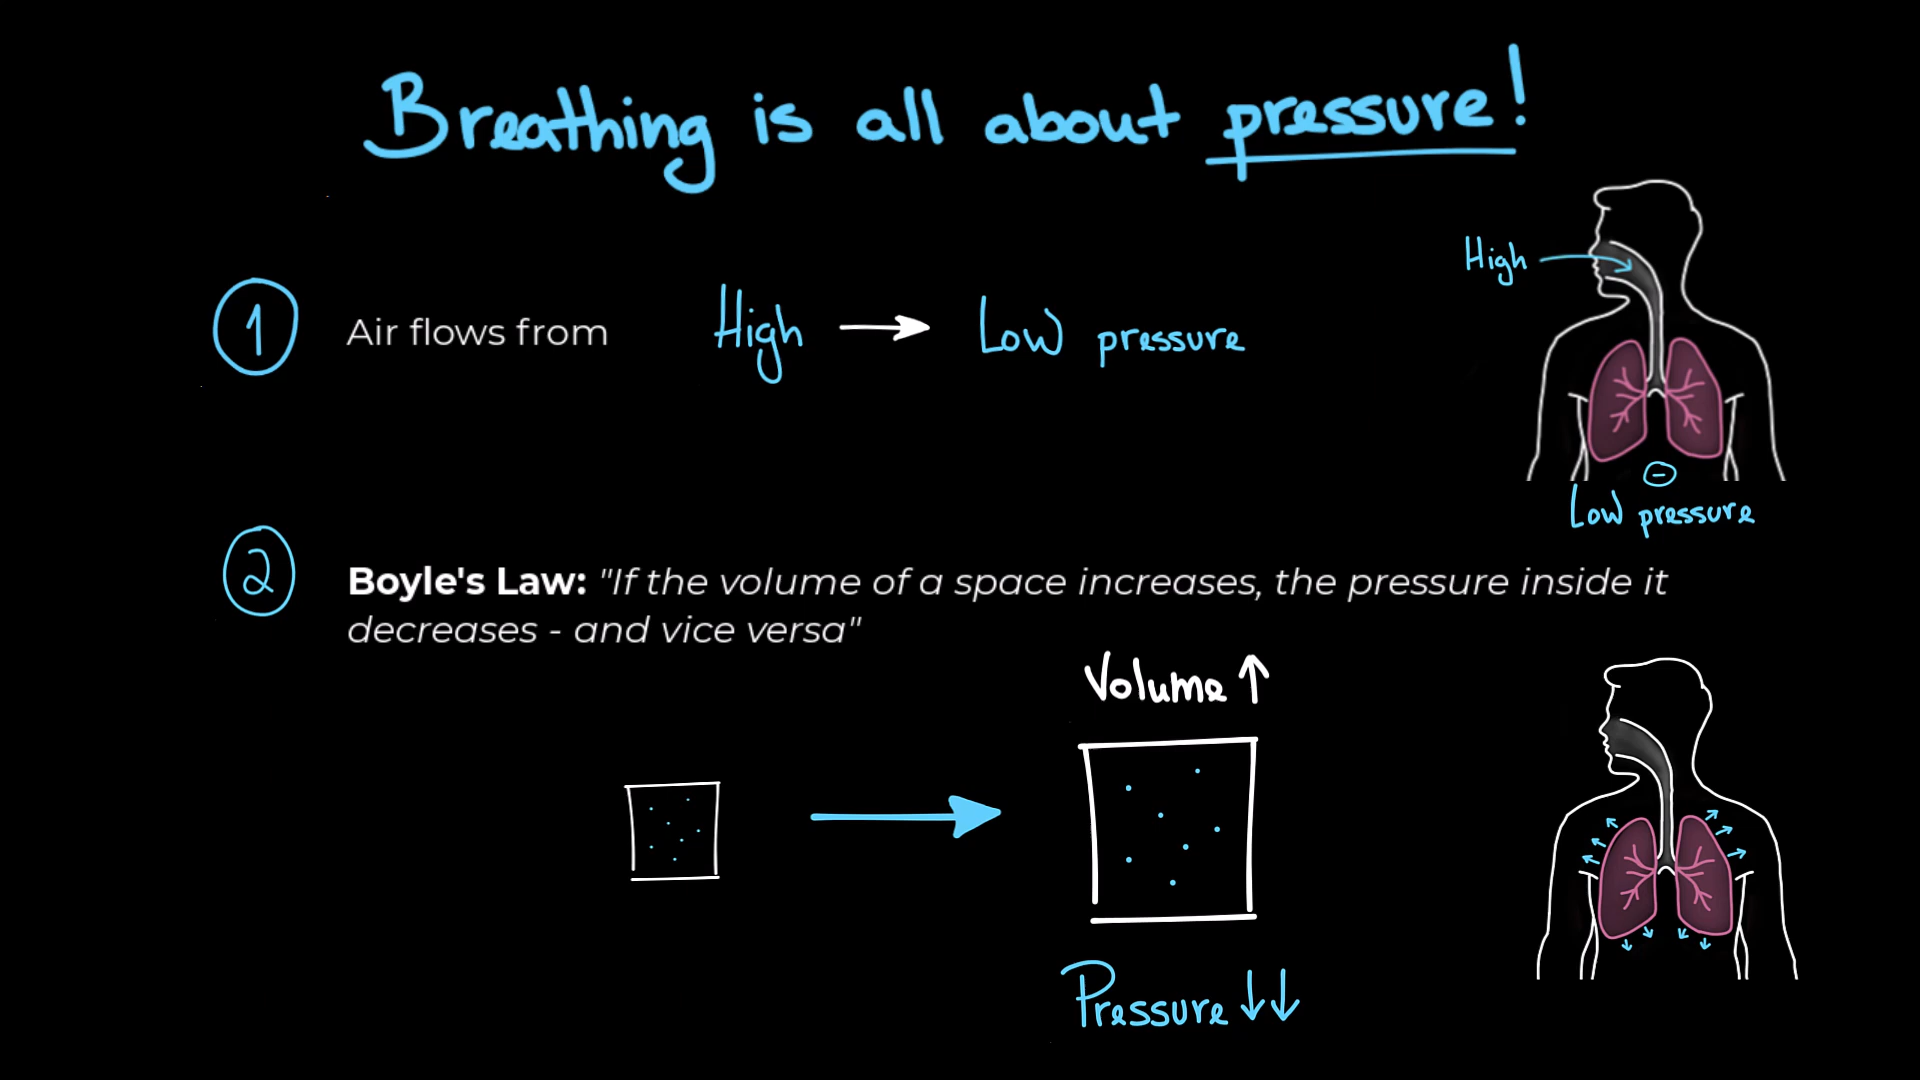 Breathing is all about pressure!
1 Air flows from High → Low pressure
High
⊖
Low pressure
2 Boyle's Law: "If the volume of a space increases, the pressure inside it
decreases - and vice versa"
Volume ↑
Pressure ↓↓